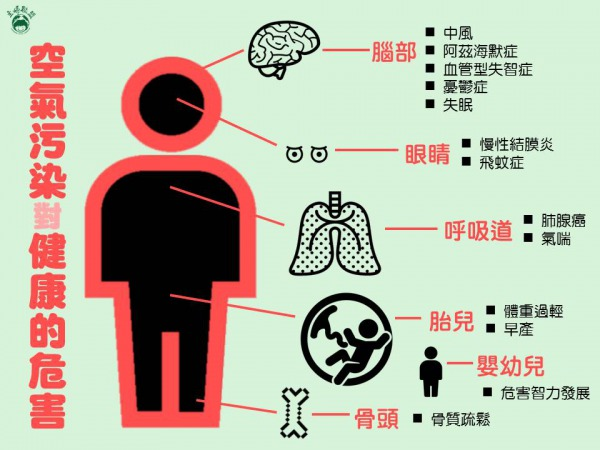 空氣污染對健康的危害
腦部
■ 中風
■ 阿茲海默症
■ 血管型失智症
■ 憂鬱症
■ 失眠
眼睛
■ 慢性結膜炎
■ 飛蚊症
呼吸道
■ 肺腺癌
■ 氣喘
胎兒
■ 體重過輕
■ 早產
嬰幼兒
■ 危害智力發展
骨頭
■ 骨質疏鬆